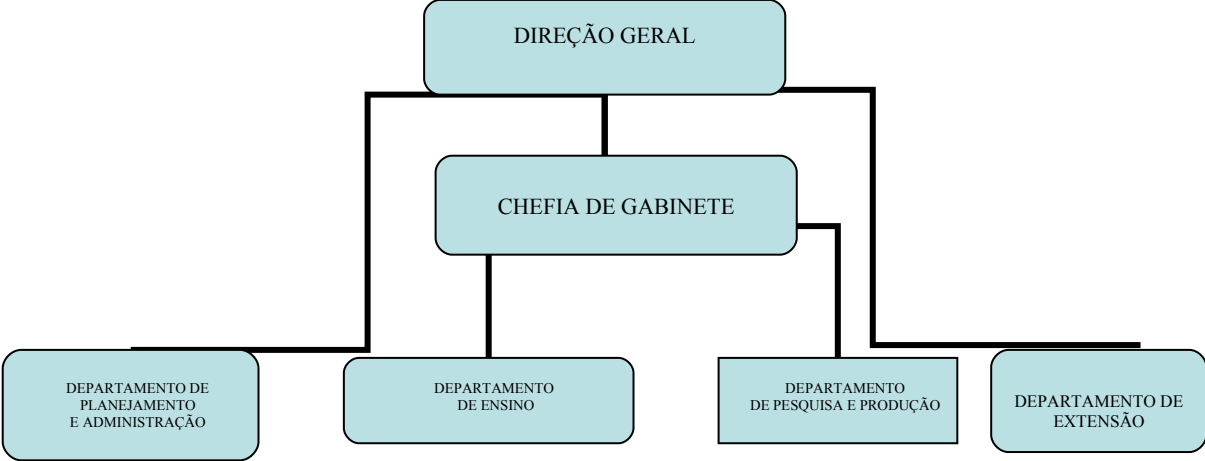 DIREÇÃO GERAL
CHEFIA DE GABINETE
DEPARTAMENTO DE
PLANEJAMENTO
E ADMINISTRAÇÃO
DEPARTAMENTO
DE ENSINO
DEPARTAMENTO
DE PESQUISA E PRODUÇÃO
DEPARTAMENTO DE
EXTENSÃO